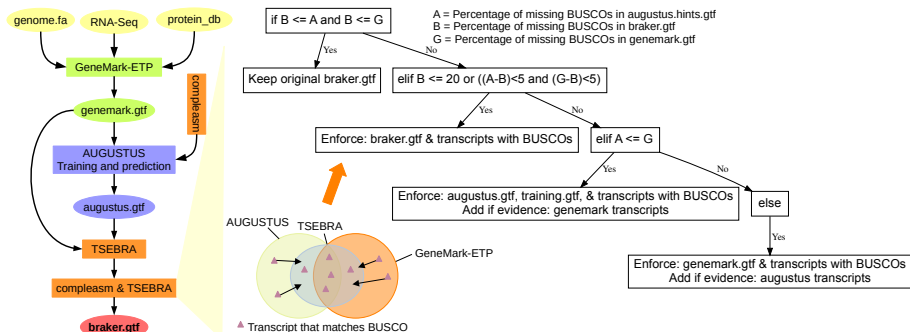 genome.fa
RNA-Seq
protein_db
GeneMark-ETP
genemark.gtf
compleasm
AUGUSTUS
Training and prediction
augustus.gtf
TSEBRA
compleasm & TSEBRA
braker.gtf
if B <= A and B <= G
A = Percentage of missing BUSCOs in augustus.hints.gtf
B = Percentage of missing BUSCOs in braker.gtf
G = Percentage of missing BUSCOs in genemark.gtf
Yes
No
Keep original braker.gtf
elif B <= 20 or ((A-B)<5 and (G-B)<5)
Yes
No
Enforce: braker.gtf & transcripts with BUSCOs
elif A <= G
Yes
No
Enforce: augustus.gtf, training.gtf, & transcripts with BUSCOs
Add if evidence: genemark transcripts
else
Yes
Enforce: genemark.gtf & transcripts with BUSCOs
Add if evidence: augustus transcripts
AUGUSTUS
TSEBRA
GeneMark-ETP
Transcript that matches BUSCO